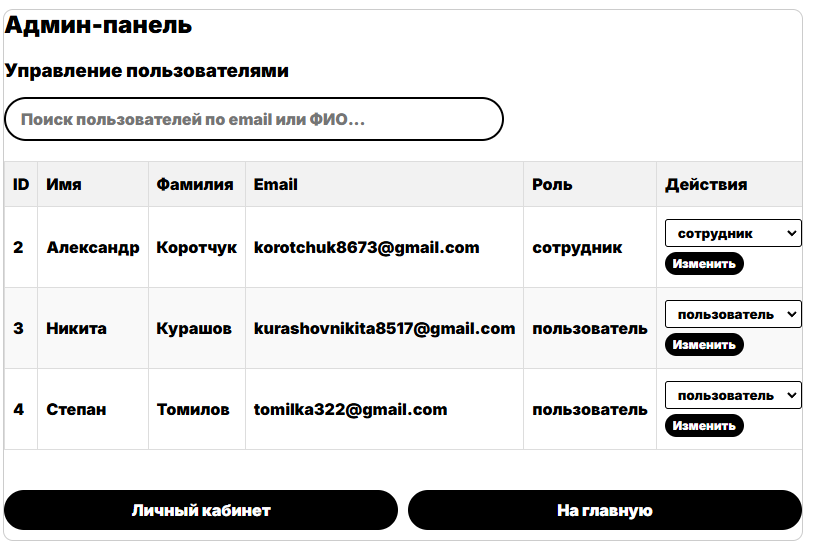 Админ-панель
Управление пользователями
Поиск пользователей по email или ФИО...
ID Имя Фамилия Email Роль Действия
2 Александр Коротчук korotchuk8673@gmail.com сотрудник сотрудник
Изменить
3 Никита Курашов kurashovnikita8517@gmail.com пользователь пользователь
Изменить
4 Степан Томилов tomilka322@gmail.com пользователь пользователь
Изменить
Личный кабинет На главную